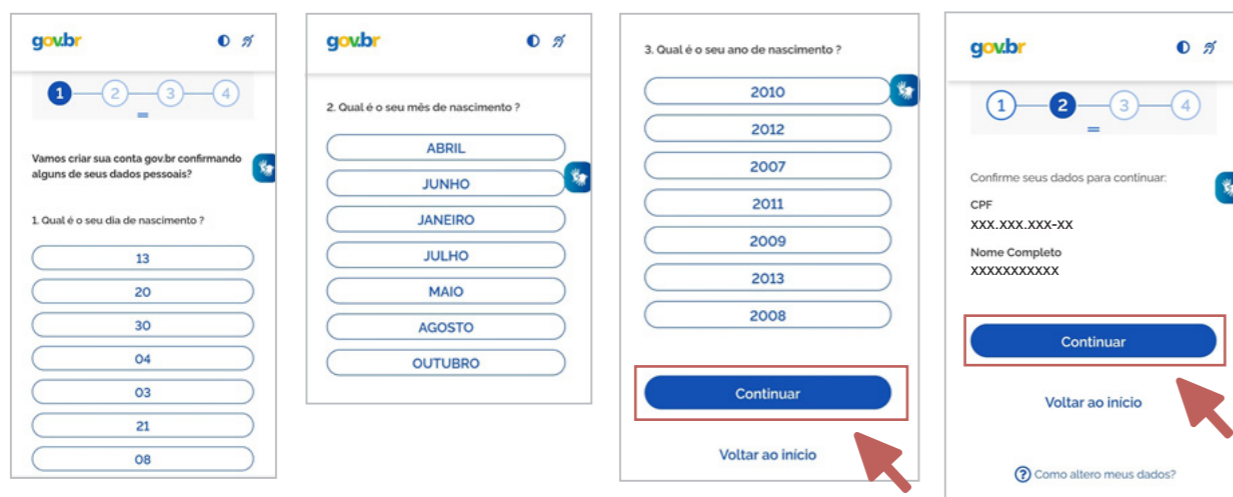 gov.br
1 2 3 4
Vamos criar sua conta gov.br confirmando
alguns de seus dados pessoais?
1. Qual é o seu dia de nascimento ?
13
20
30
04
03
21
08
gov.br
2. Qual é o seu mês de nascimento ?
ABRIL
JUNHO
JANEIRO
JULHO
MAIO
AGOSTO
OUTUBRO
3. Qual é o seu ano de nascimento ?
2010
2012
2007
2011
2009
2013
2008
Continuar
Voltar ao início
gov.br
1 2 3 4
Confirme seus dados para continuar:
CPF
XXX.XXX.XXX-XX
Nome Completo
XXXXXXXXXXX
Continuar
Voltar ao início
? Como altero meus dados?